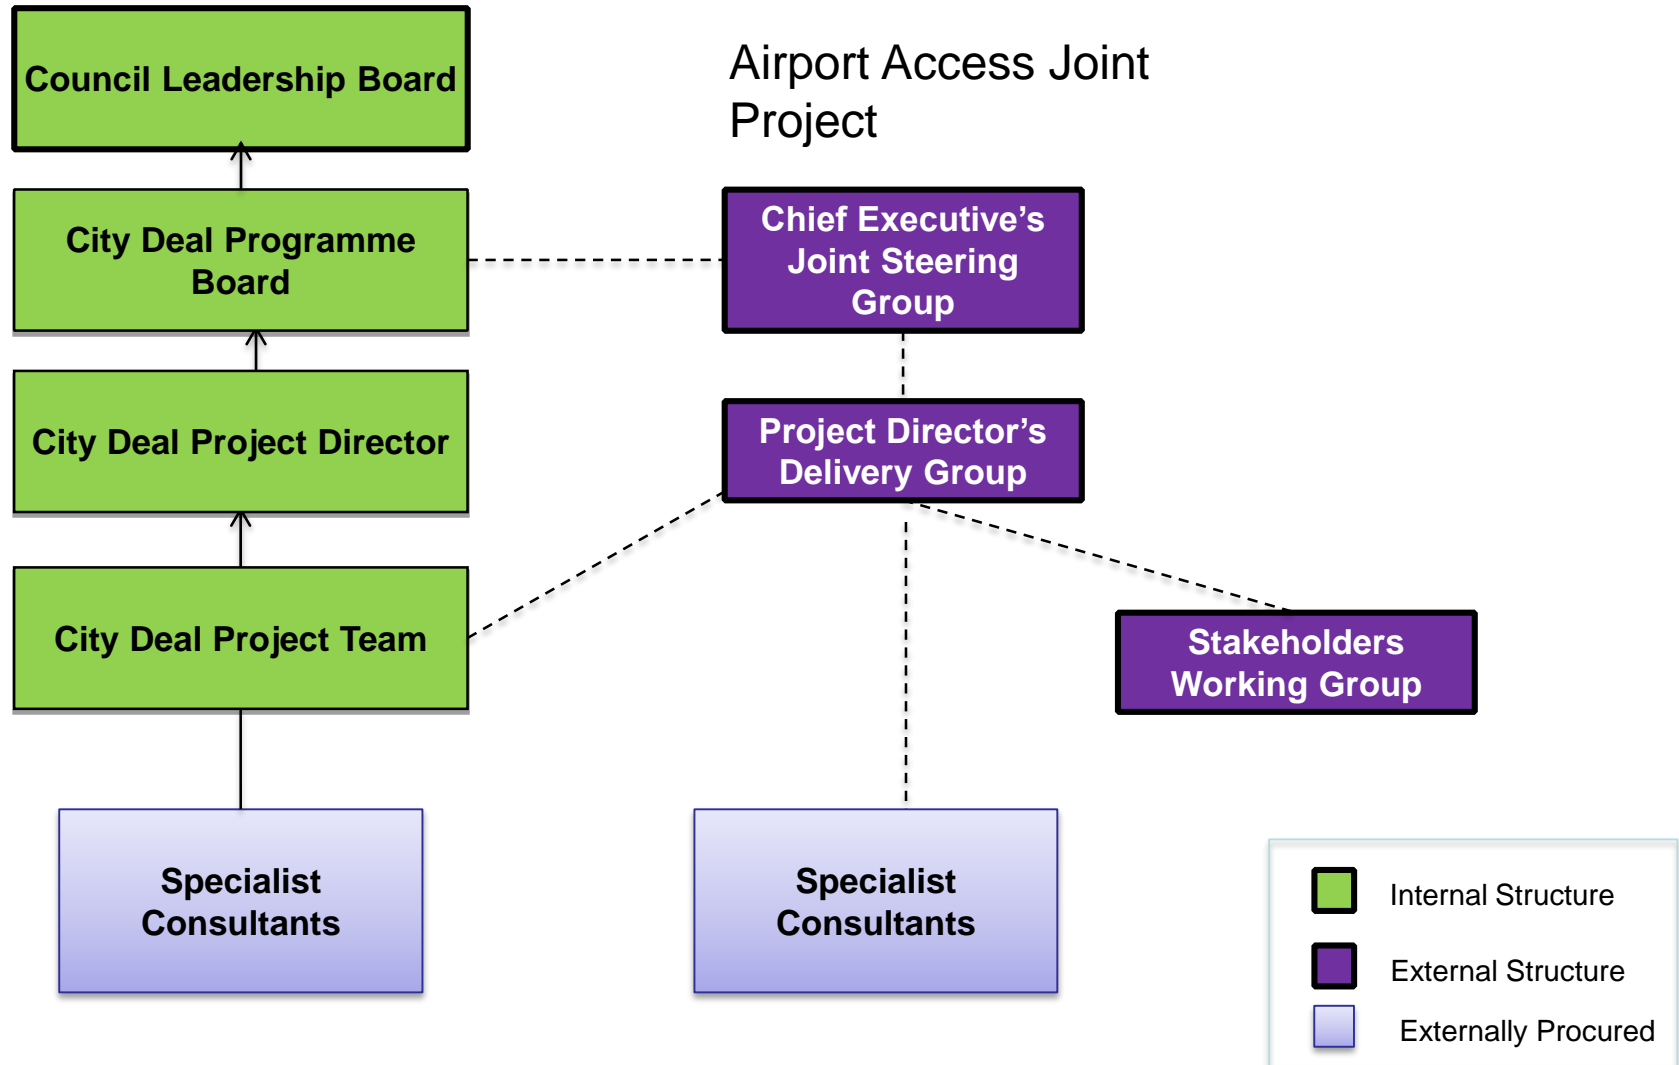 Council Leadership Board
Airport Access Joint
Project
City Deal Programme
Board
Chief Executive’s
Joint Steering
Group
City Deal Project Director
Project Director’s
Delivery Group
City Deal Project Team
Stakeholders
Working Group
Specialist
Consultants
Specialist
Consultants
Internal Structure
External Structure
Externally Procured